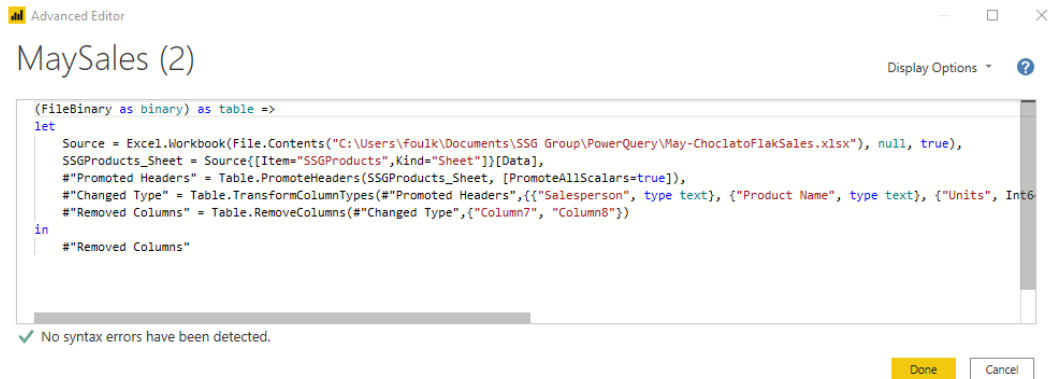 Advanced Editor
MaySales (2)
Display Options
(FileBinary as binary) as table =>
let
Source = Excel.Workbook(File.Contents("C:\Users\foulk\Documents\SSG Group\PowerQuery\May-ChoclatoFlakSales.xlsx"), null, true),
SSGProducts_Sheet = Source{[Item="SSGProducts",Kind="Sheet"]}[Data],
#"Promoted Headers" = Table.PromoteHeaders(SSGProducts_Sheet, [PromoteAllScalars=true]),
#"Changed Type" = Table.TransformColumnTypes(#"Promoted Headers",{{"Salesperson", type text}, {"Product Name", type text}, {"Units", Int6
#"Removed Columns" = Table.RemoveColumns(#"Changed Type",{"Column7", "Column8"})
in
#"Removed Columns"
No syntax errors have been detected.
Done
Cancel